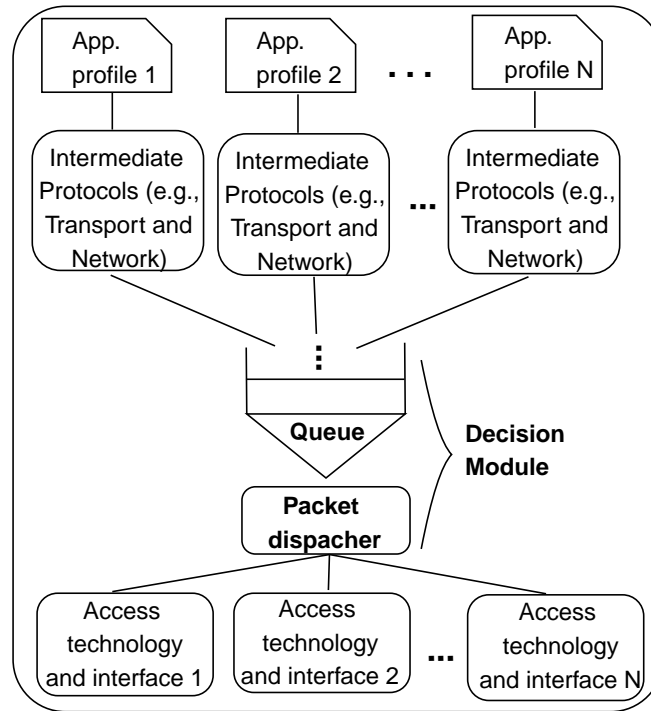 App.
profile 1
App.
profile 2
. . .
App.
profile N
Intermediate
Protocols (e.g.,
Transport and
Network)
Intermediate
Protocols (e.g.,
Transport and
Network)
...
Intermediate
Protocols (e.g.,
Transport and
Network)
Queue
Decision
Module
Packet
dispacher
Access
technology
and interface 1
Access
technology
and interface 2
...
Access
technology
and interface N